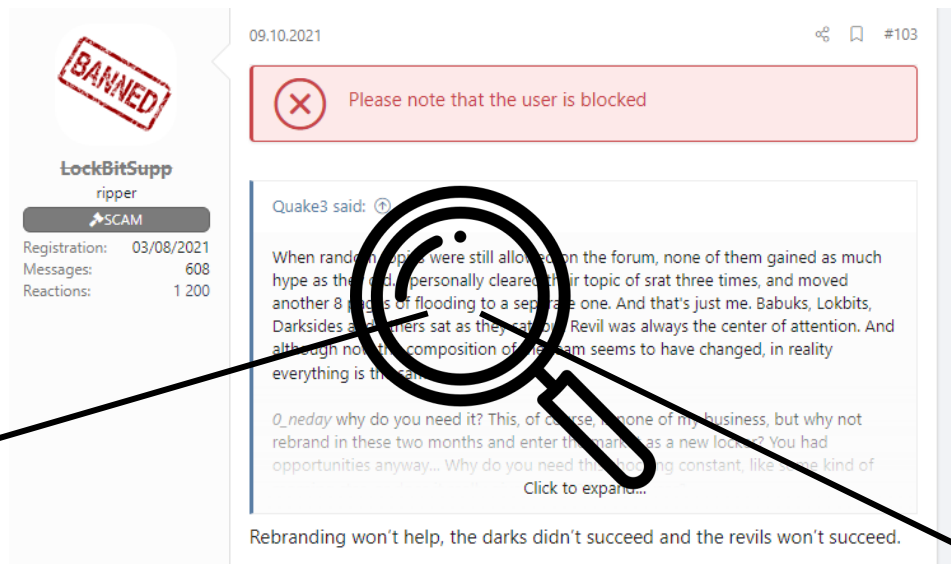 BANNED
LockBitSupp
ripper
SCAM
Registration: 03/08/2021
Messages: 608
Reactions: 1 200
09.10.2021
#103
Please note that the user is blocked
Quake3 said:
When random topics were still allowed on the forum, none of them gained as much
hype as they did. I personally cleared their topic of srat three times, and moved
another 8 pages of flooding to a separate one. And that's just me. Babuks, Lokbits,
Darksides and others sat as they sat, Revil was always the center of attention. And
although now the composition of the team seems to have changed, in reality
everything is the same
0_neday why do you need it? This, of course, is none of my business, but why not
rebrand in these two months and enter the market as a new locker? You had
opportunities anyway... Why do you need this constant, like some kind of
Click to expand...
Rebranding won't help, the darks didn't succeed and the revils won't succeed.